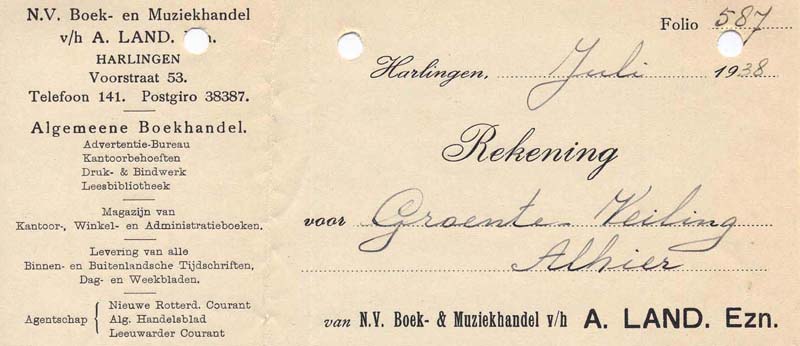 N.V. Boek- en Muziekhandel
v/h A. LAND. n.
HARLINGEN
Voorstraat 53.
Telefoon 141. Postgiro 38387.
Algemeene Boekhandel.
Advertentie-Bureau
Kantoorbehoeften
Druk- & Bindwerk
Leesbibliotheek
Magazijn van
Kantoor-, Winkel- en Administratieboeken.
Levering van alle
Binnen- en Buitenlandsche Tijdschriften,
Dag- en Weekbladen.
Agentschap { Nieuwe Rotterd. Courant
Alg. Handelsblad
Leeuwarder Courant
Folio 587
Harlingen, Juli 1938
Rekening
voor Groente-Veiling
Alhier
van N.V. Boek- & Muziekhandel v/h A. LAND. Ezn.